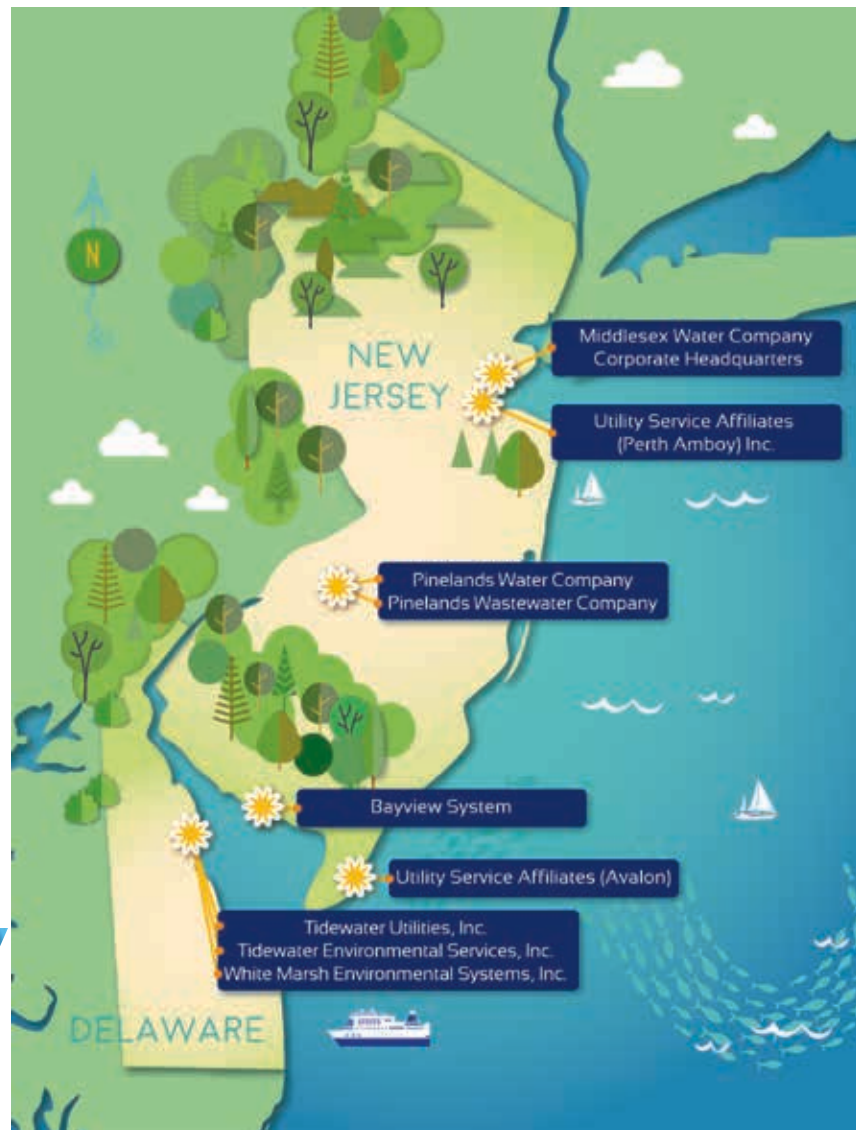 N
NEW
JERSEY
Middlesex Water Company
Corporate Headquarters
Utility Service Affiliates
(Perth Amboy) Inc.
Pinelands Water Company
Pinelands Wastewater Company
Bayview System
Utility Service Affiliates (Avalon)
Tidewater Utilities, Inc.
Tidewater Environmental Services, Inc.
White Marsh Environmental Systems, Inc.
DELAWARE